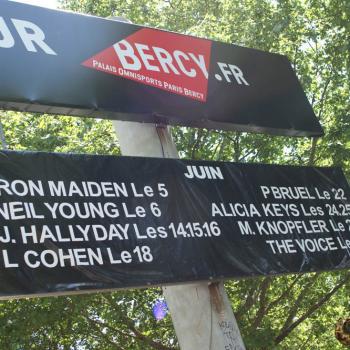 UR BERCY.FR
PALAIS OMNISPORTS PARIS BERCY
JUIN
RON MAIDEN Le 5
NEIL YOUNG Le 6
J. HALLYDAY Les 14.15.16
L COHEN Le 18
P BRUEL Le 22
ALICIA KEYS Les 24.25
M. KNOPFLER Le
THE VOICE Le